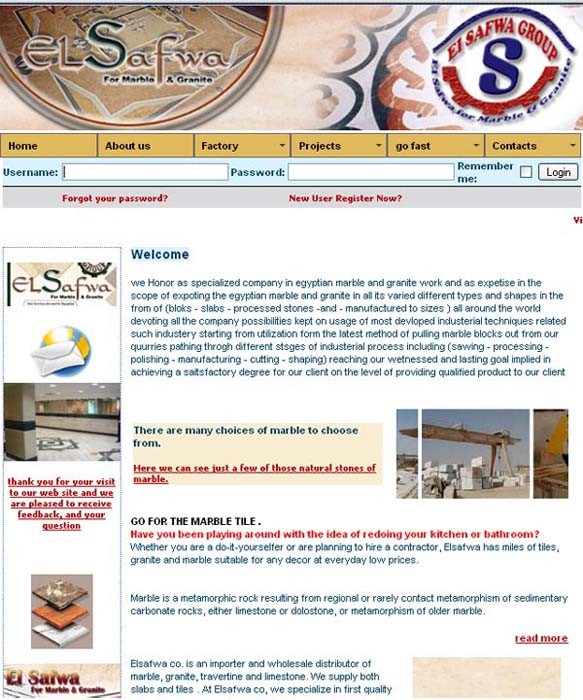 ELSafwa
For Marble & Granite
El SAFWA GROUP
S
El Safwa for Marble & Granite
Home About us Factory Projects go fast Contacts
Username: Password: Remember me: Login
Forgot your password? New User Register Now?
Vi
Welcome
ELSafwa
For Marble & Granite
we Honor as specialized company in egyptian marble and granite work and as expetise in the
scope of expoting the egyptian marble and granite in all its varied different types and shapes in the
from of (bloks - slabs - processed stones -and - manufactured to sizes ) all around the world
devoting all the company possibilities kept on usage of most devloped industerial techniques related
such industery starting from utilization form the latest method of pulling marble blocks out from our
qurries pathing throgh different stsges of industerial process including (sawing - processing -
polishing - manufacturing - cutting - shaping) reaching our wetnessed and lasting goal implied in
achieving a saitsfactory degree for our client on the level of providing qualified product to our client
There are many choices of marble to choose
from.
Here we can see just a few of those natural stones of
marble.
thank you for your visit
to our web site and we
are pleased to receive
feedback, and your
question
GO FOR THE MARBLE TILE .
Have you been playing around with the idea of redoing your kitchen or bathroom?
Whether you are a do-it-yourselfer or are planning to hire a contractor, Elsafwa has miles of tiles,
granite and marble suitable for any decor at everyday low prices.
Marble is a metamorphic rock resulting from regional or rarely contact metamorphism of sedimentary
carbonate rocks, either limestone or dolostone, or metamorphism of older marble.
read more
El Safwa
For Marble & Granite
Elsafwa co. is an importer and wholesale distributor of
marble, granite, travertine and limestone. We supply both
slabs and tiles . At Elsafwa co, we specialize in first quality